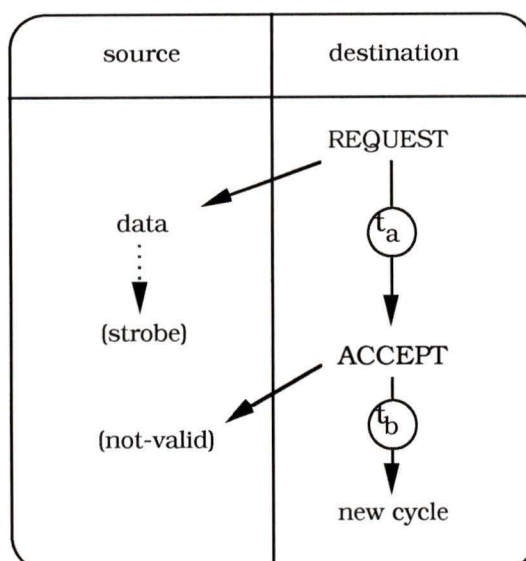 source destination
REQUEST
data
ta
(strobe)
ACCEPT
(not-valid)
tb
new cycle